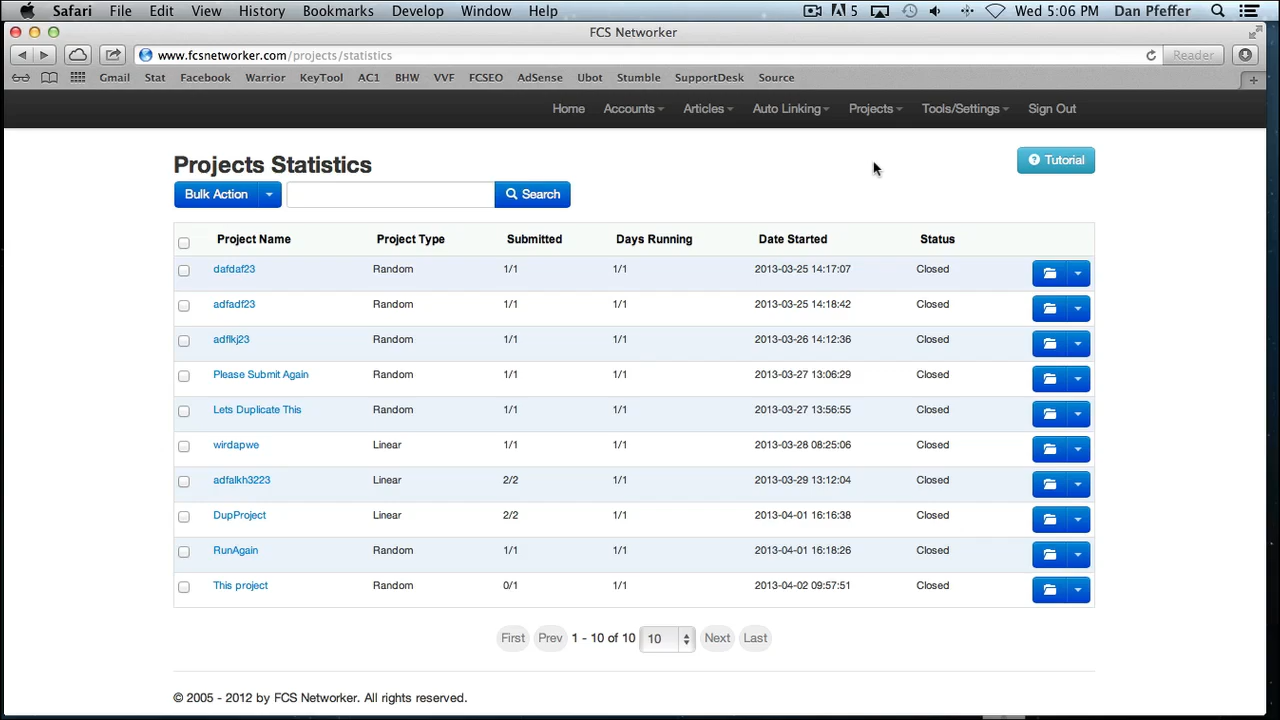 Safari File Edit View History Bookmarks Develop Window Help 5 Wed 5:06 PM Dan Pfeffer
FCS Networker
www.fcsnetworker.com/projects/statistics Reader
Gmail Stat Facebook Warrior KeyTool AC1 BHW VVF FCSEO AdSense Ubot Stumble SupportDesk Source
Home Accounts Articles Auto Linking Projects Tools/Settings Sign Out
Projects Statistics Tutorial
Bulk Action Search
Project Name Project Type Submitted Days Running Date Started Status
dafdaf23 Random 1/1 1/1 2013-03-25 14:17:07 Closed
adfadf23 Random 1/1 1/1 2013-03-25 14:18:42 Closed
adflkj23 Random 1/1 1/1 2013-03-26 14:12:36 Closed
Please Submit Again Random 1/1 1/1 2013-03-27 13:06:29 Closed
Lets Duplicate This Random 1/1 1/1 2013-03-27 13:56:55 Closed
wirdapwe Linear 1/1 1/1 2013-03-28 08:25:06 Closed
adfalkh3223 Linear 2/2 1/1 2013-03-29 13:12:04 Closed
DupProject Linear 2/2 1/1 2013-04-01 16:16:38 Closed
RunAgain Random 1/1 1/1 2013-04-01 16:18:26 Closed
This project Random 0/1 1/1 2013-04-02 09:57:51 Closed
First Prev 1 - 10 of 10 10 Next Last
© 2005 - 2012 by FCS Networker. All rights reserved.